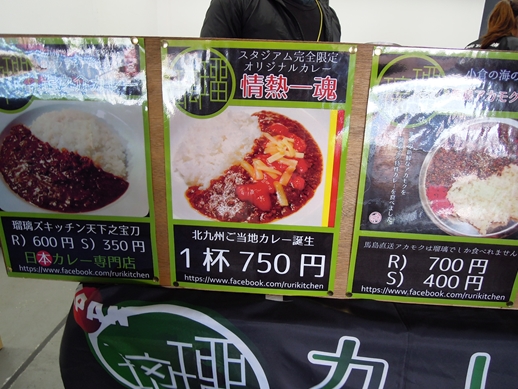 瑠璃ズキッチン天下之宝刀
R) 600円 S) 350円
日本カレー専門店
https://www.facebook.com/rurikitchen
瑠
スタジアム完全限定
オリジナルカレー
情熱一魂
北九州ご当地カレー誕生
1杯 750円
https://www.facebook.com/rurikitchen
小倉の海の
アカモク
馬島直送アカモクは瑠璃でしか食べれません
R) 700円
S) 400円
https://www.facebook.com/rurikitchen
瑠璃
カレー